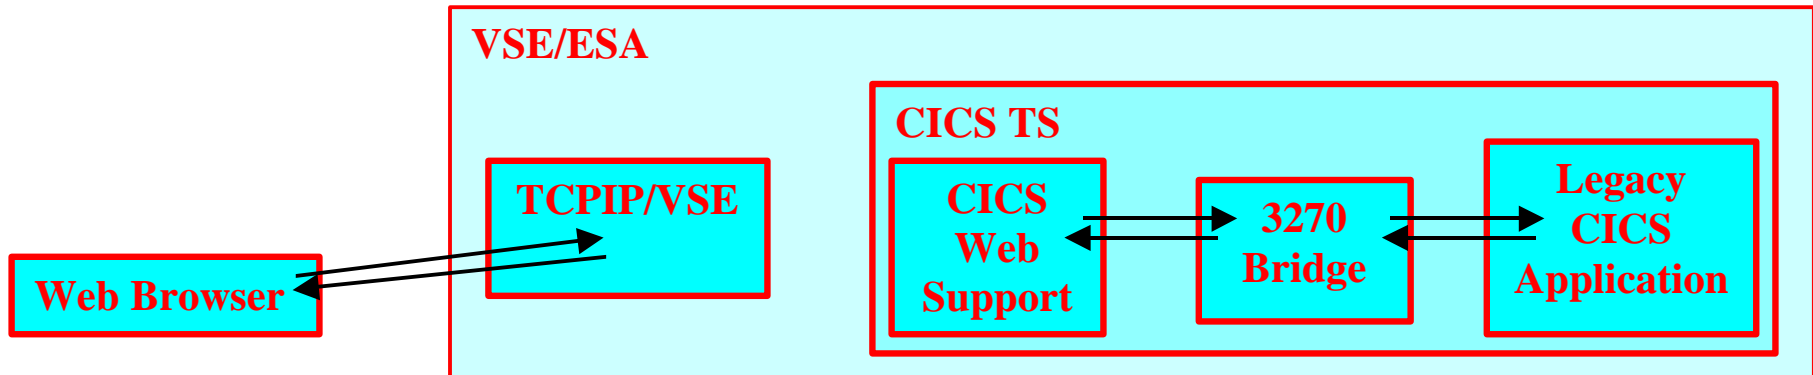 VSE/ESA
CICS TS
TCPIP/VSE
CICS
Web
Support
3270
Bridge
Legacy
CICS
Application
Web Browser